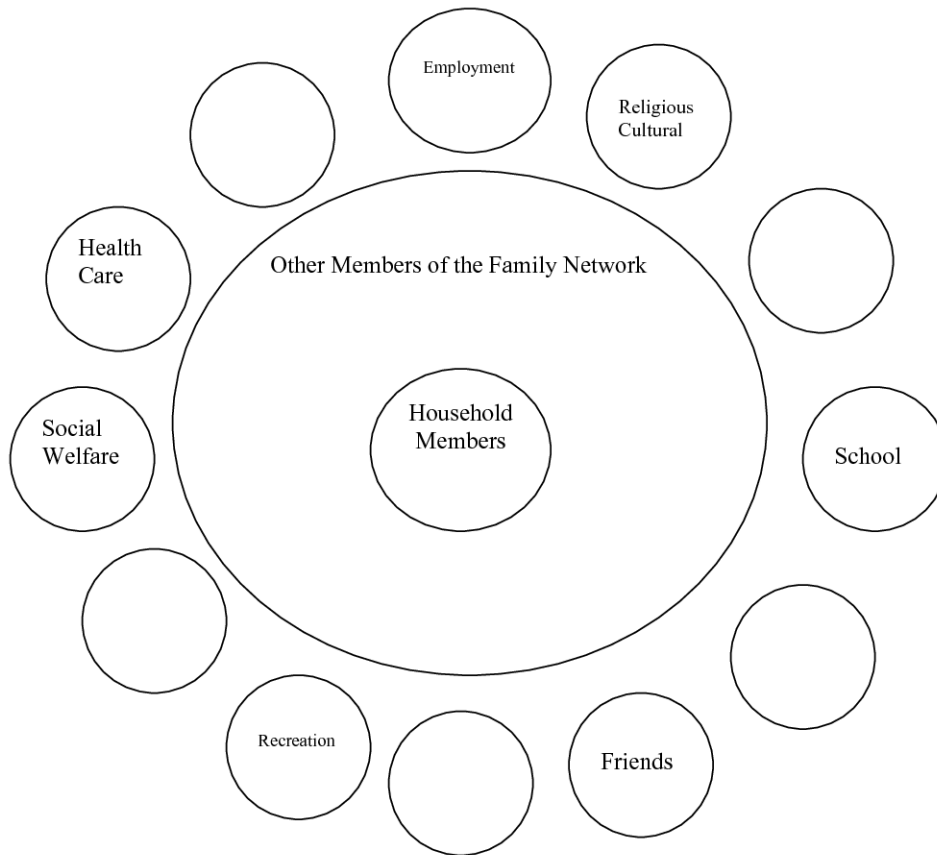 Employment
Religious
Cultural
Health
Care
Other Members of the Family Network
Household
Members
Social
Welfare
School
Recreation
Friends